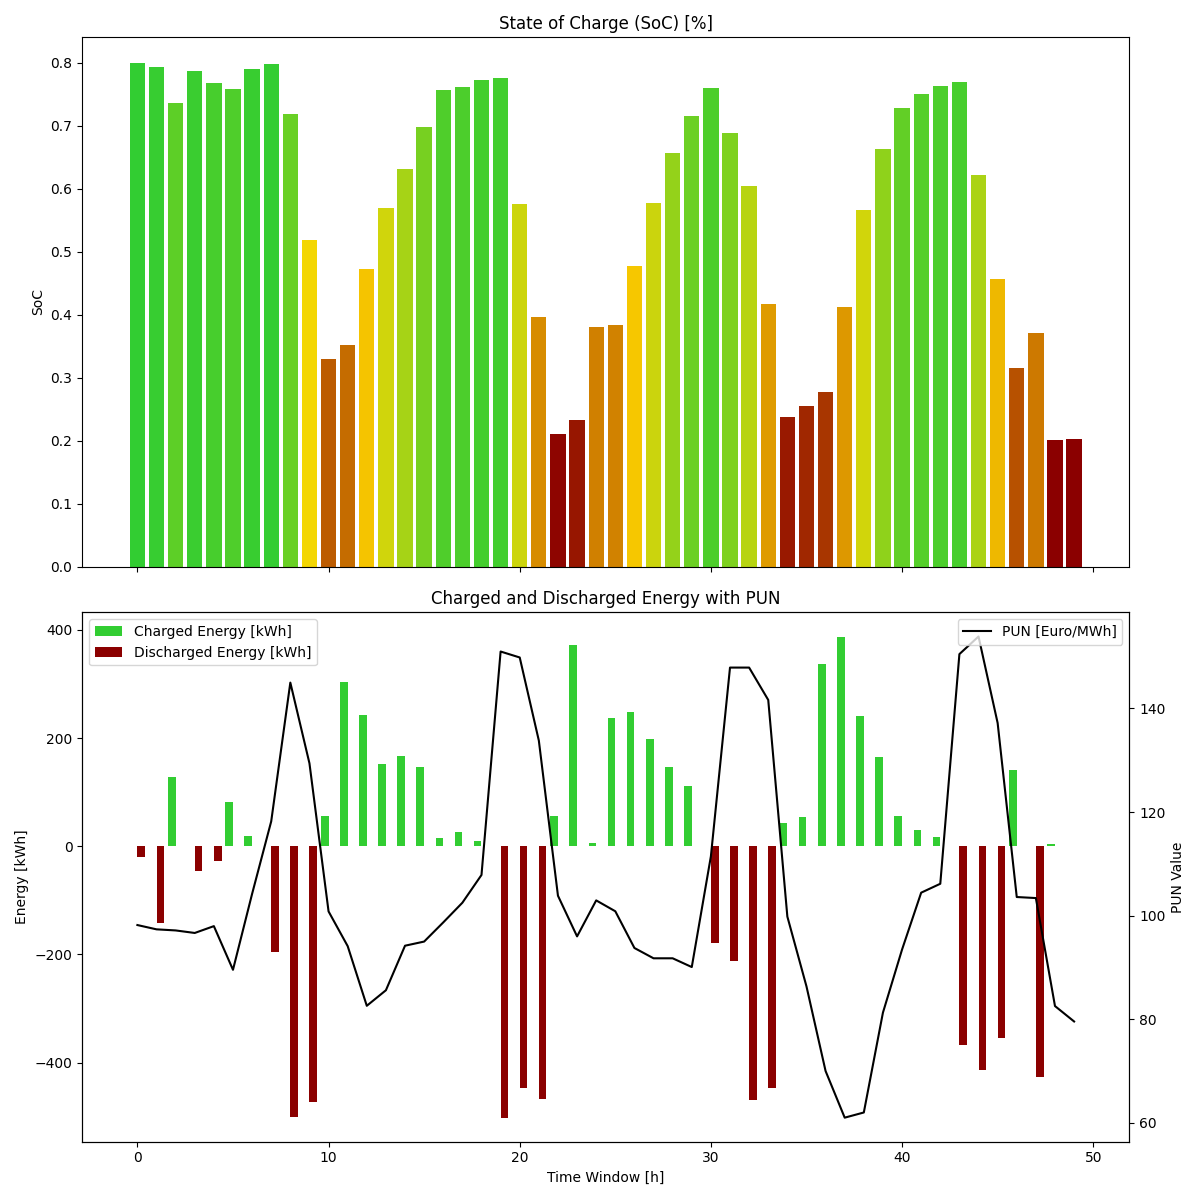 State of Charge (SoC) [%]
0.8
0.7
0.6
0.5
0.4
0.3
0.2
0.1
0.0
SoC
Charged and Discharged Energy with PUN
Charged Energy [kWh]
Discharged Energy [kWh]
PUN [Euro/MWh]
400
200
0
−200
−400
Energy [kWh]
140
120
100
80
60
PUN Value
0 10 20 30 40 50
Time Window [h]